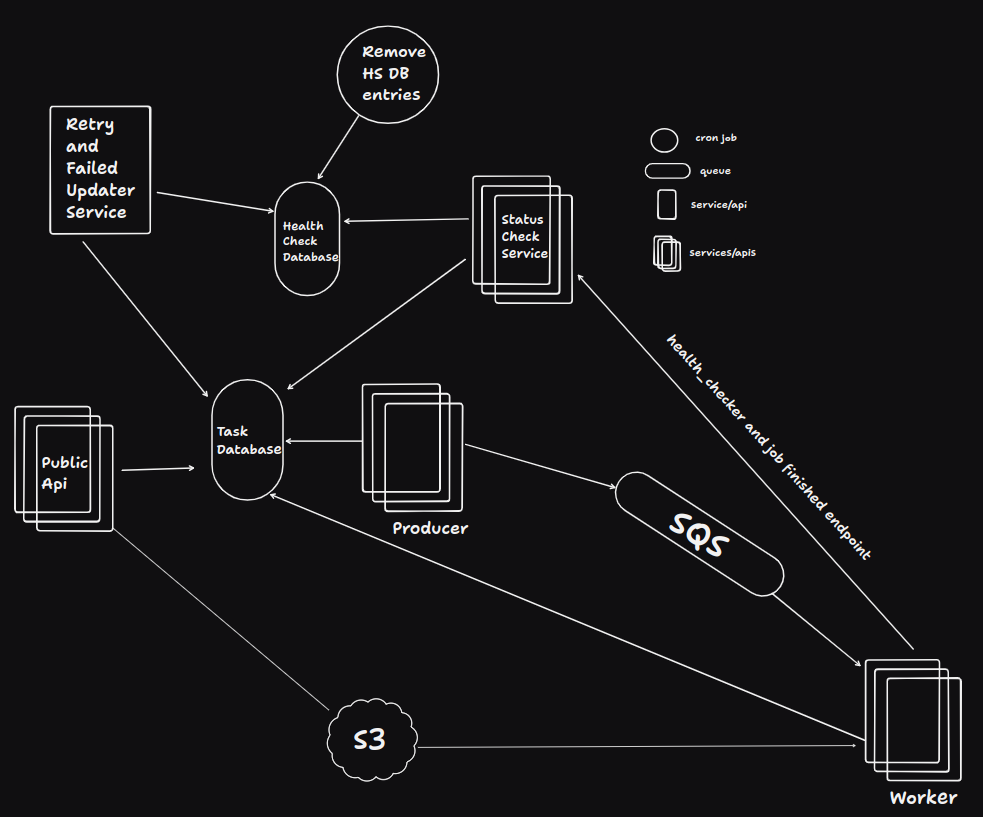 Remove
HS DB
entries
Retry
and
Failed
Updater
Service
cron job
queue
service/api
services/apis
Health
Check
Database
Status
Check
Service
health_checker and job finished endpoint
Task
Database
Public
Api
Producer
SQS
S3
Worker